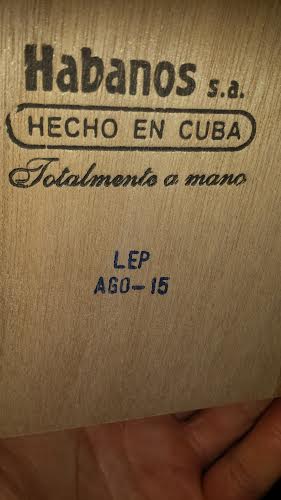 Habanos s.a.
HECHO EN CUBA
Totalmente a mano
LEP
AGO-15